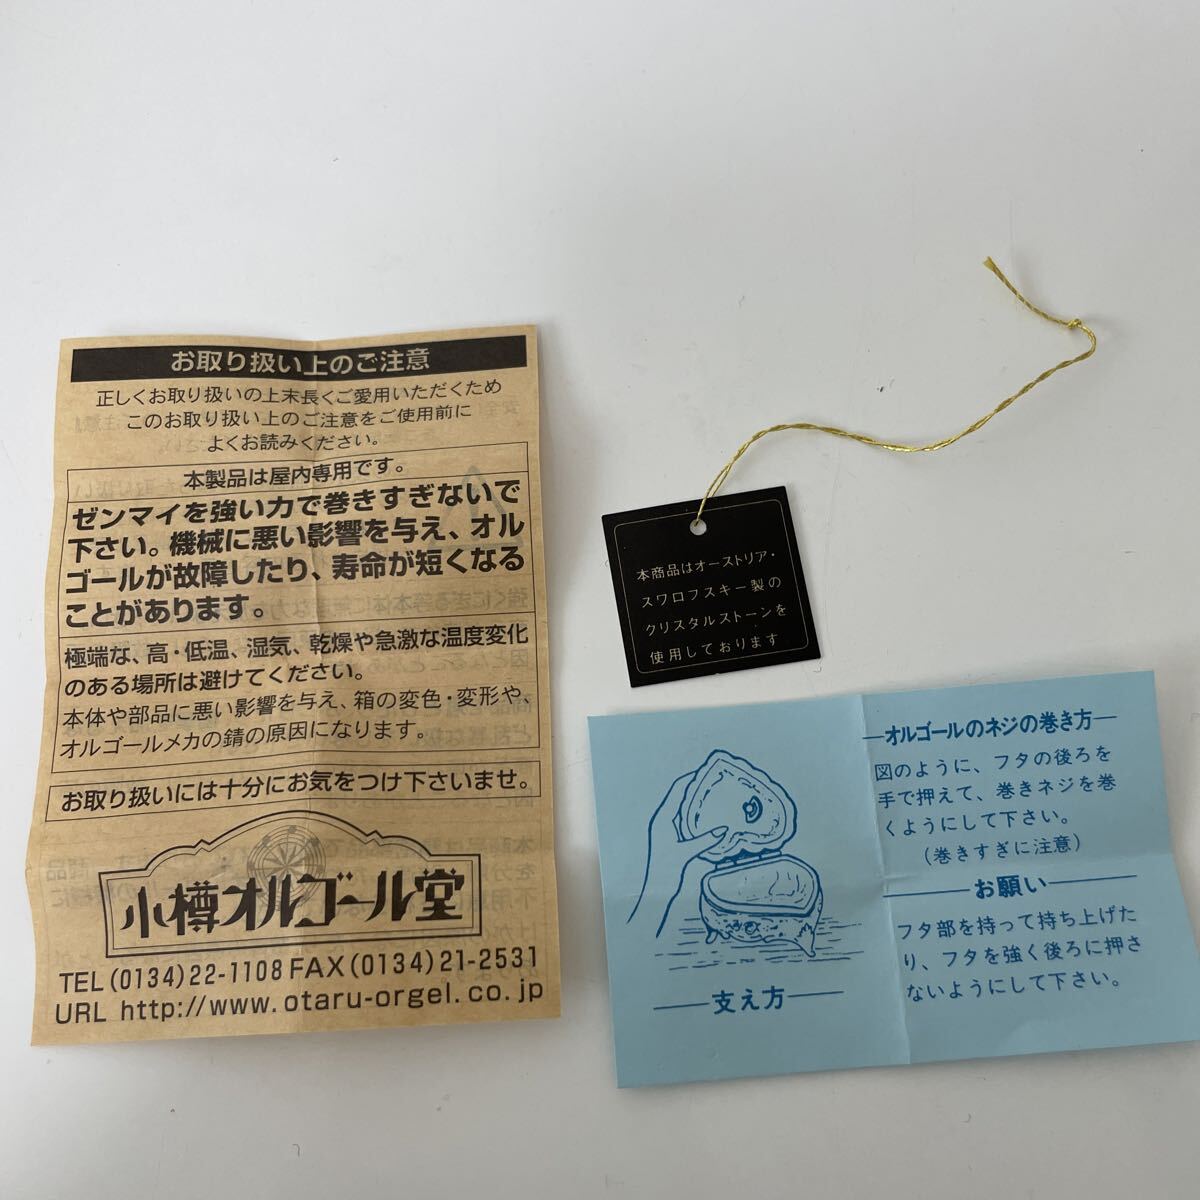 お取り扱い上のご注意
正しくお取り扱いの上末長くご愛用いただくため
このお取り扱い上のご注意をご使用前に
よくお読みください。
本製品は屋内専用です。
ゼンマイを強い力で巻きすぎないで
下さい。機械に悪い影響を与え、オル
ゴールが故障したり、寿命が短くなる
ことがあります。
極端な、高・低温、湿気、乾燥や急激な温度変化
のある場所は避けてください。
本体や部品に悪い影響を与え、箱の変色・変形や、
オルゴールメカの錆の原因になります。
お取り扱いには十分にお気をつけ下さいませ。
小樽オルゴール堂
TEL(0134)22-1108 FAX(0134)21-2531
URL http://www.otaru-orgel.co.jp
本商品はオーストリア・
スワロフスキー製の
クリスタルストーンを
使用しております
オルゴールのネジの巻き方
図のように、フタの後ろを
手で押えて、巻きネジを巻
くようにして下さい。
(巻きすぎに注意)
お願い
フタ部を持って持ち上げた
り、フタを強く後ろに押さ
ないようにして下さい。
支え方